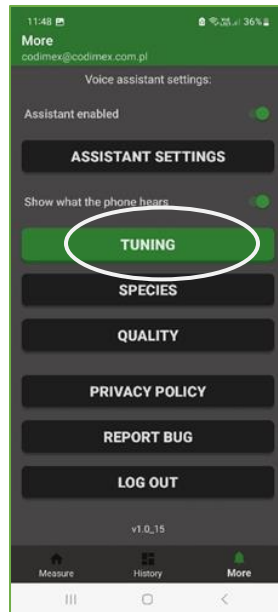 11:48 36%
More
codimex@codimex.com.pl
Voice assistant settings:
Assistant enabled
ASSISTANT SETTINGS
Show what the phone hears
TUNING
SPECIES
QUALITY
PRIVACY POLICY
REPORT BUG
LOG OUT
v1.0_15
Measure History More